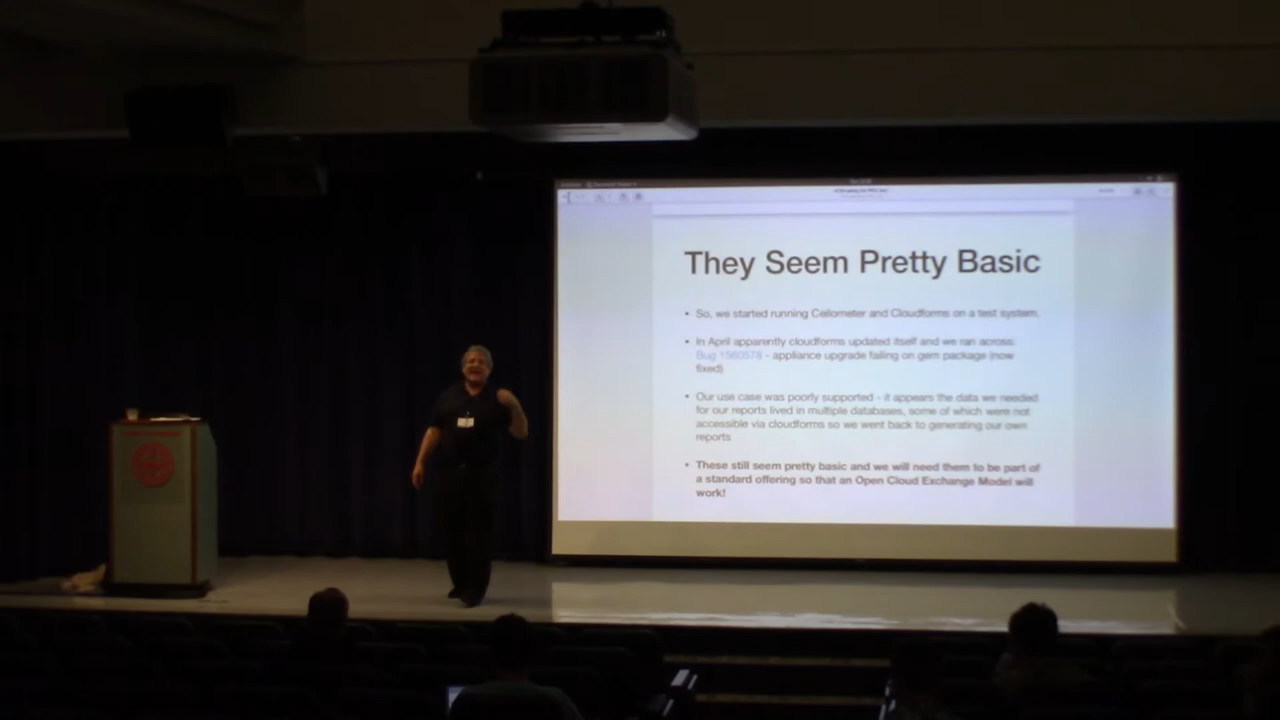 They Seem Pretty Basic
• So, we started running Ceilometer and Cloudforms on a test system.
• In April apparently cloudforms updated itself and we ran across:
Bug 1560578 - appliance upgrade failing on gem package (now
fixed)
• Our use case was poorly supported - it appears the data we needed
for our reports lived in multiple databases, some of which were not
accessible via cloudforms so we went back to generating our own
reports
• These still seem pretty basic and we will need them to be part of
a standard offering so that an Open Cloud Exchange Model will
work!